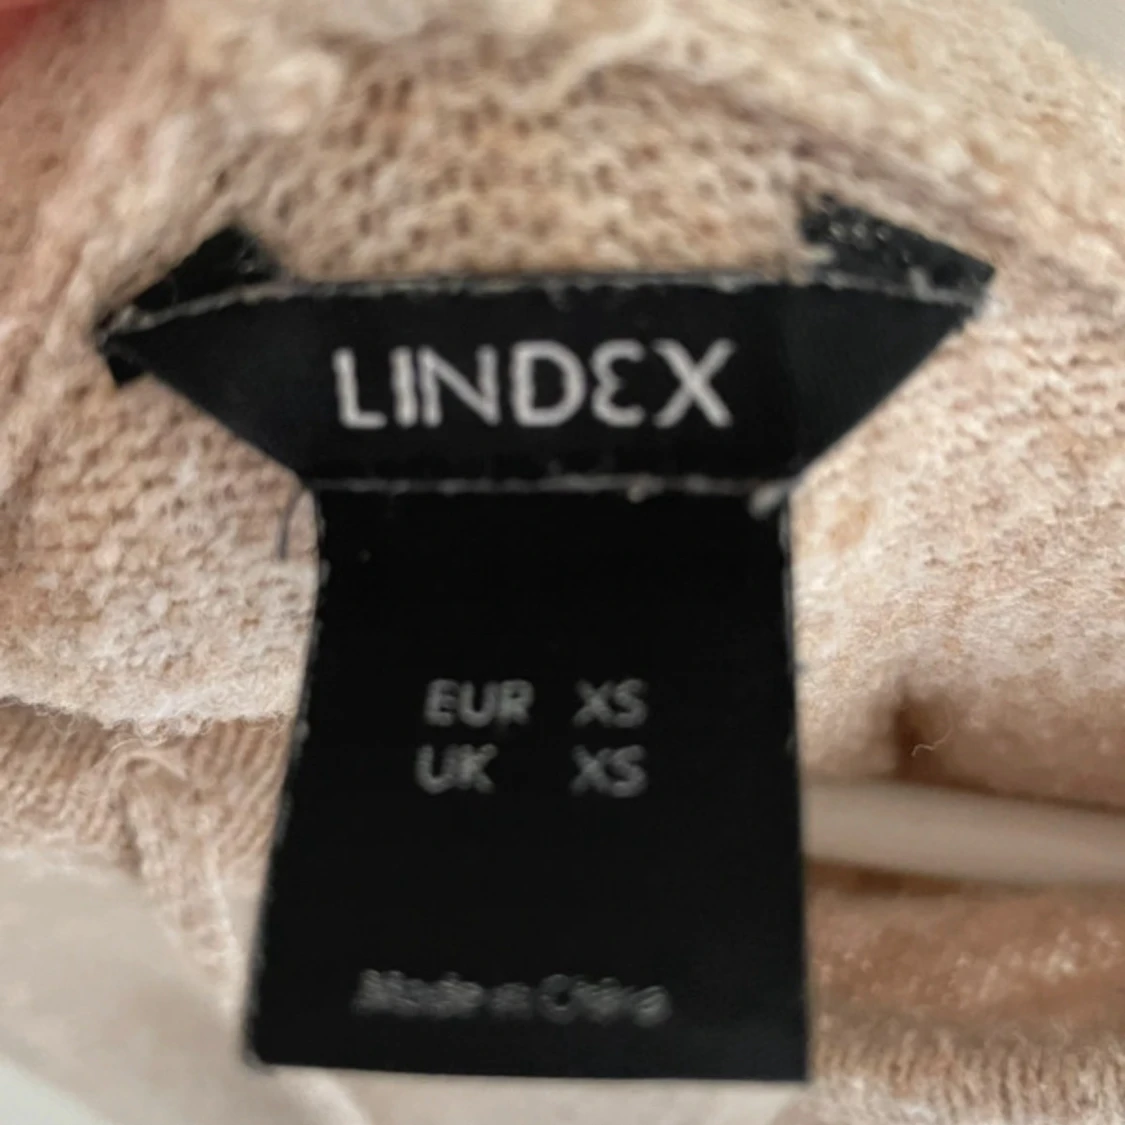 LINDEX
EUR XS
UK XS
Made in China